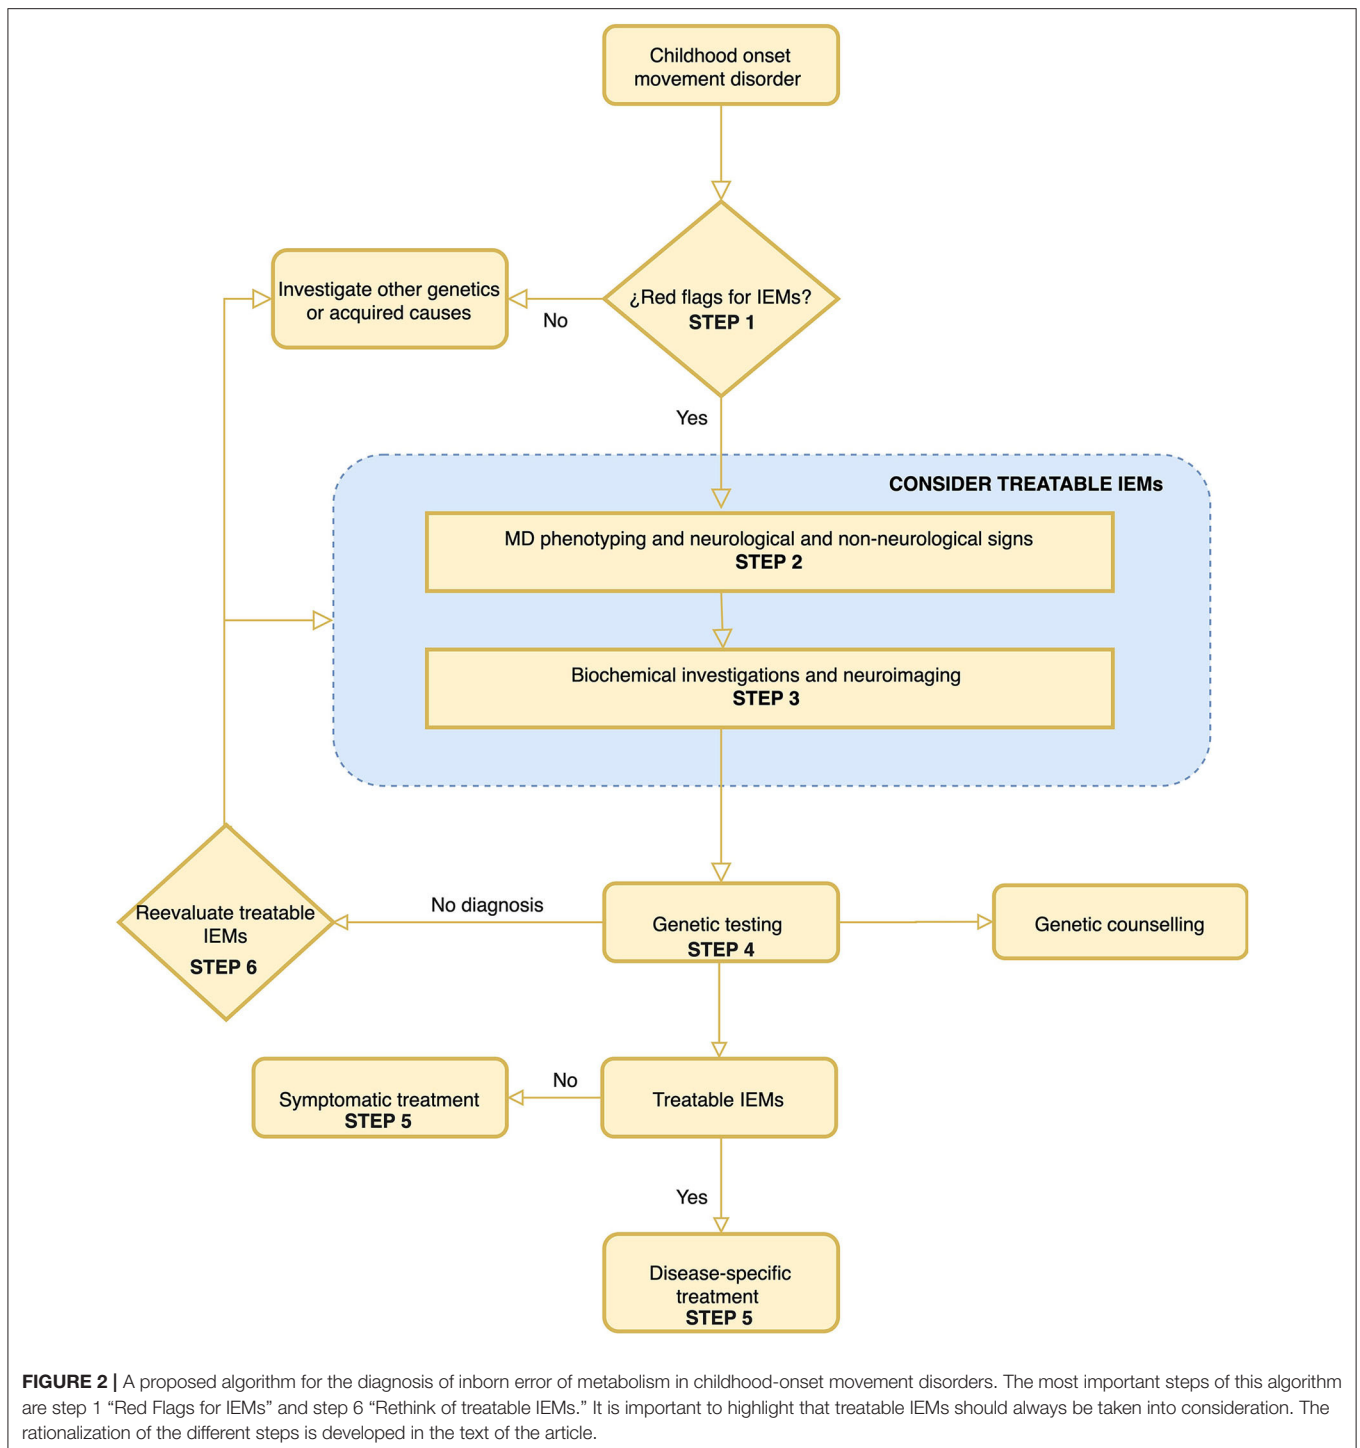 Childhood onset
movement disorder
Investigate other genetics
or acquired causes
No
¿Red flags for IEMs?
STEP 1
Yes
CONSIDER TREATABLE IEMs
MD phenotyping and neurological and non-neurological signs
STEP 2
Biochemical investigations and neuroimaging
STEP 3
Reevaluate treatable
IEMs
STEP 6
No diagnosis
Genetic testing
STEP 4
Genetic counselling
Symptomatic treatment
STEP 5
No
Treatable IEMs
Yes
Disease-specific
treatment
STEP 5
FIGURE 2 | A proposed algorithm for the diagnosis of inborn error of metabolism in childhood-onset movement disorders. The most important steps of this algorithm
are step 1 “Red Flags for IEMs” and step 6 “Rethink of treatable IEMs.” It is important to highlight that treatable IEMs should always be taken into consideration. The
rationalization of the different steps is developed in the text of the article.